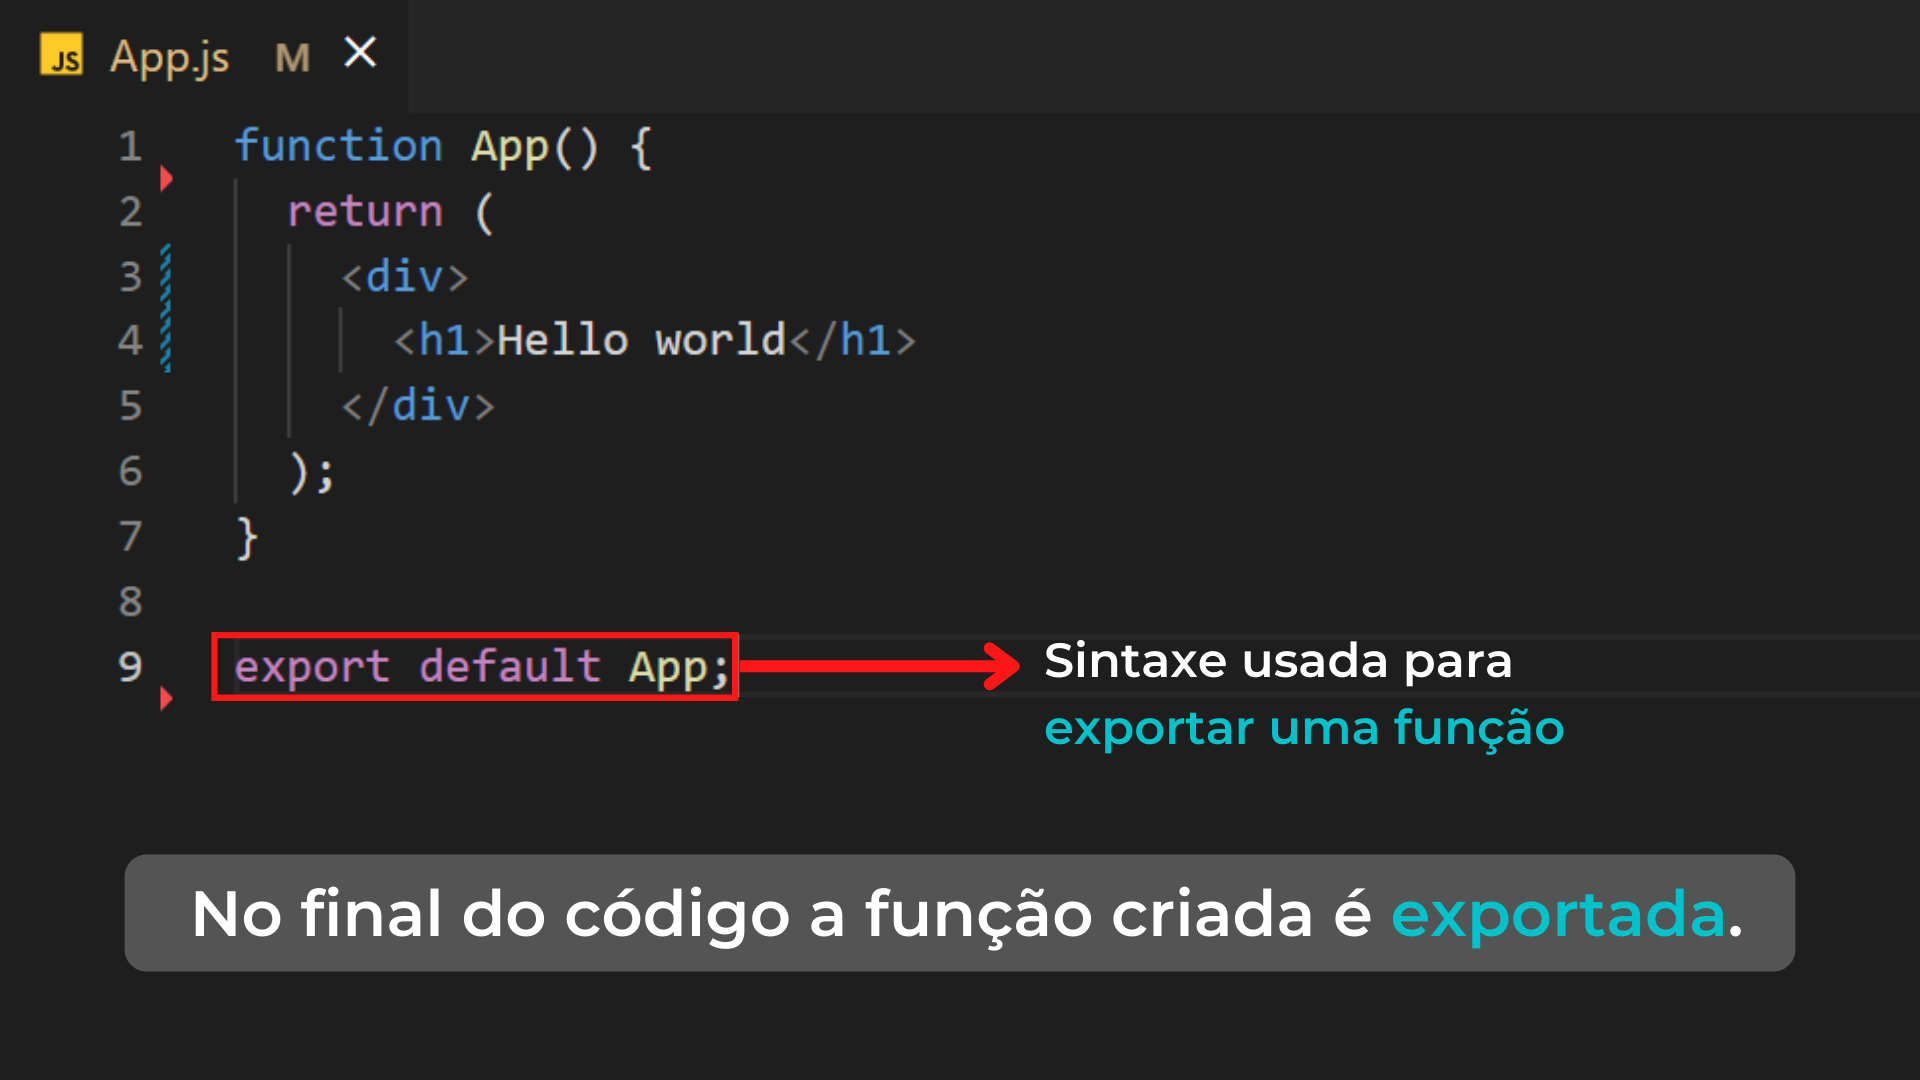 JS App.js M
1 function App() {
2 return (
3 <div>
4 <h1>Hello world</h1>
5 </div>
6 );
7 }
8
9 export default App;
Sintaxe usada para
exportar uma função
No final do código a função criada é exportada.